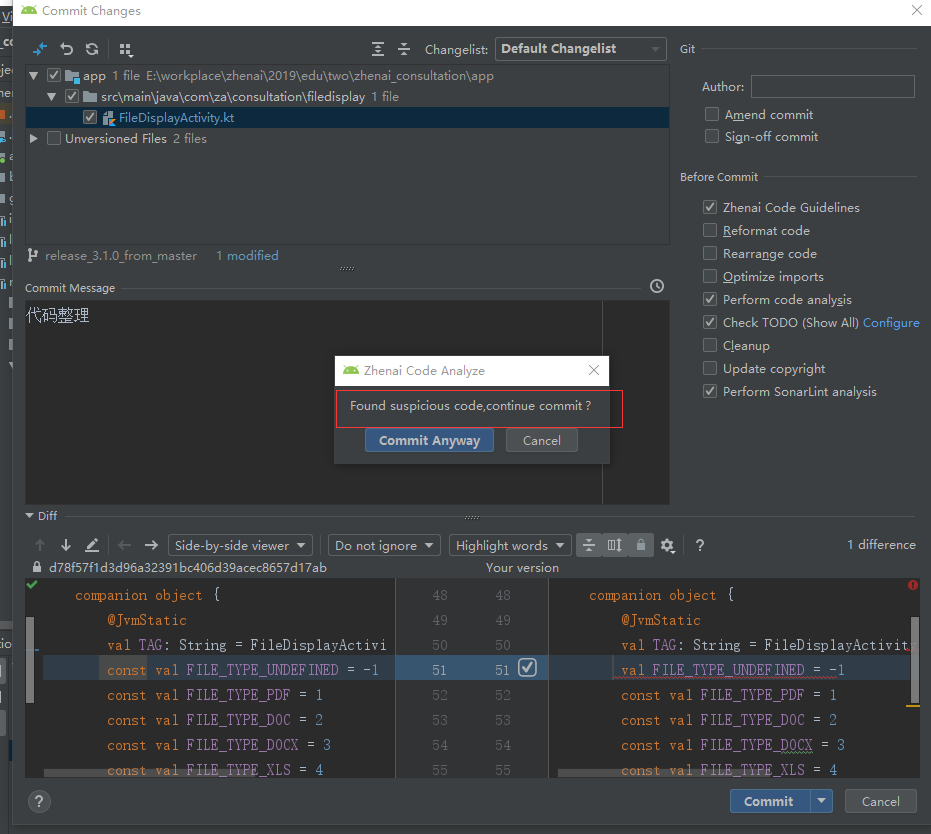 Commit Changes
Changelist: Default Changelist
app 1 file E:\workplace\zhenai\2019\edu\two\zhenai_consultation\app
src\main\java\com\za\consultation\filedisplay 1 file
FileDisplayActivity.kt
Unversioned Files 2 files
release_3.1.0_from_master 1 modified
Commit Message
代码整理
Git
Author:
Amend commit
Sign-off commit
Before Commit
Zhenai Code Guidelines
Reformat code
Rearrange code
Optimize imports
Perform code analysis
Check TODO (Show All) Configure
Cleanup
Update copyright
Perform SonarLint analysis
Zhenai Code Analyze
Found suspicious code,continue commit ?
Commit Anyway Cancel
Diff
Side-by-side viewer Do not ignore Highlight words ? 1 difference
d78f57f1d3d96a32391bc406d39acec8657d17ab Your version
companion object { 48 48 companion object {
@JvmStatic 49 49 @JvmStatic
val TAG: String = FileDisplayActivi 50 50 val TAG: String = FileDisplayActivity
const val FILE_TYPE_UNDEFINED = -1 51 51 val FILE_TYPE_UNDEFINED = -1
const val FILE_TYPE_PDF = 1 52 52 const val FILE_TYPE_PDF = 1
const val FILE_TYPE_DOC = 2 53 53 const val FILE_TYPE_DOC = 2
const val FILE_TYPE_DOCX = 3 54 54 const val FILE_TYPE_DOCX = 3
const val FILE_TYPE_XLS = 4 55 55 const val FILE_TYPE_XLS = 4
? Commit Cancel